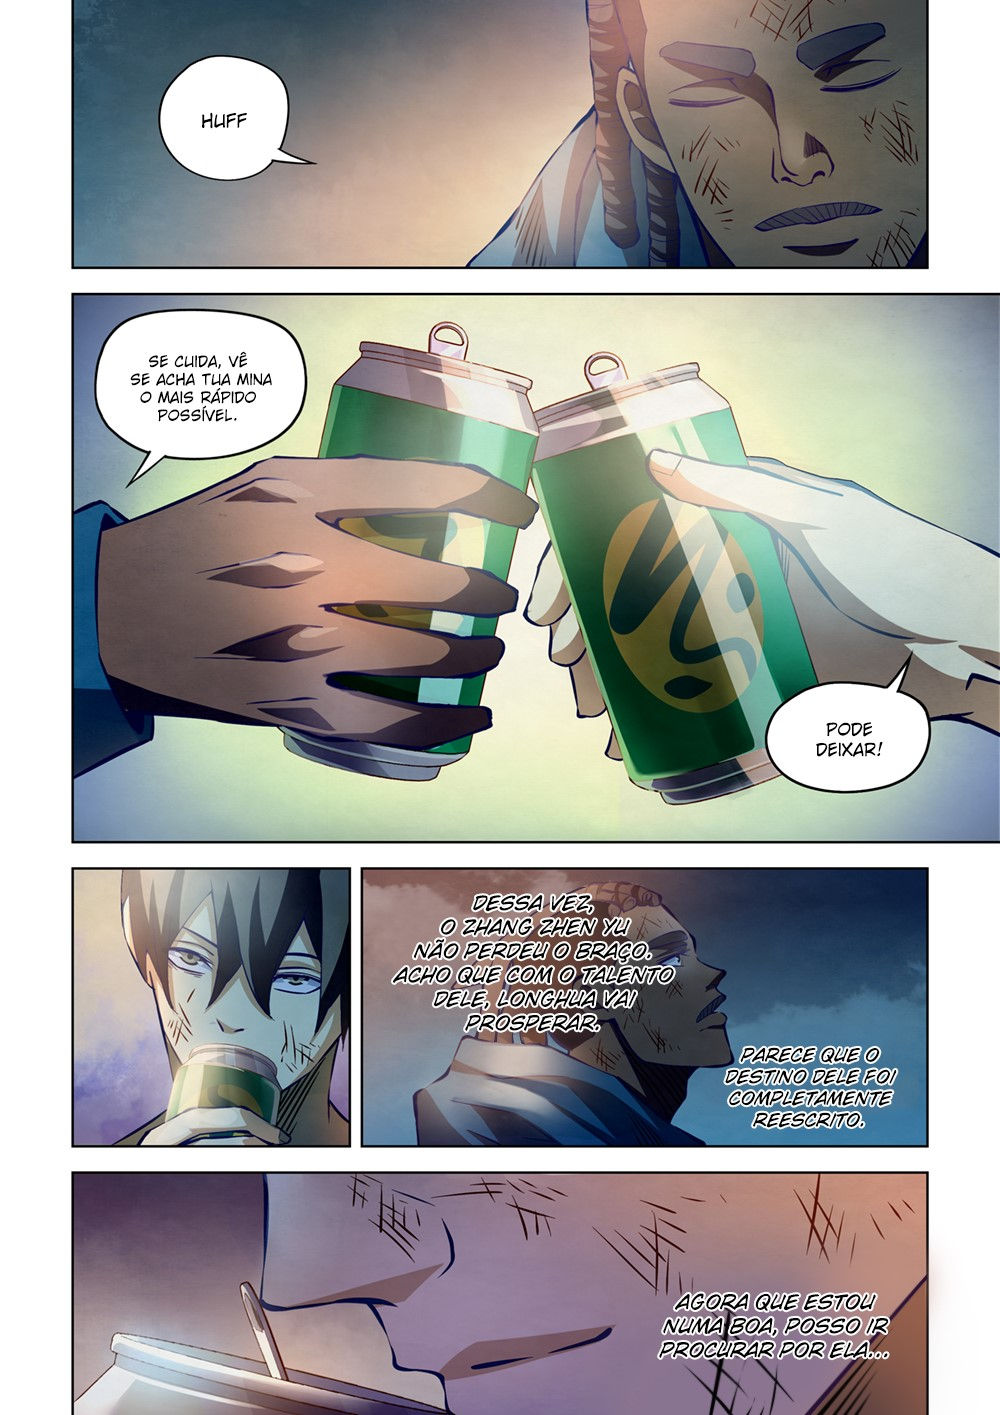 HUFF
SE CUIDA, VÊ
SE ACHA TUA MINA
O MAIS RÁPIDO
POSSÍVEL.
PODE
DEIXAR!
DESSA VEZ,
O ZHANG ZHEN YU
NÃO PERDEU O BRAÇO.
ACHO QUE COM O TALENTO
DELE, LONGHUA VAI
PROSPERAR.
PARECE QUE O
DESTINO DELE FOI
COMPLETAMENTE
REESCRITO.
AGORA QUE ESTOU
NUMA BOA, POSSO IR
PROCURAR POR ELA...